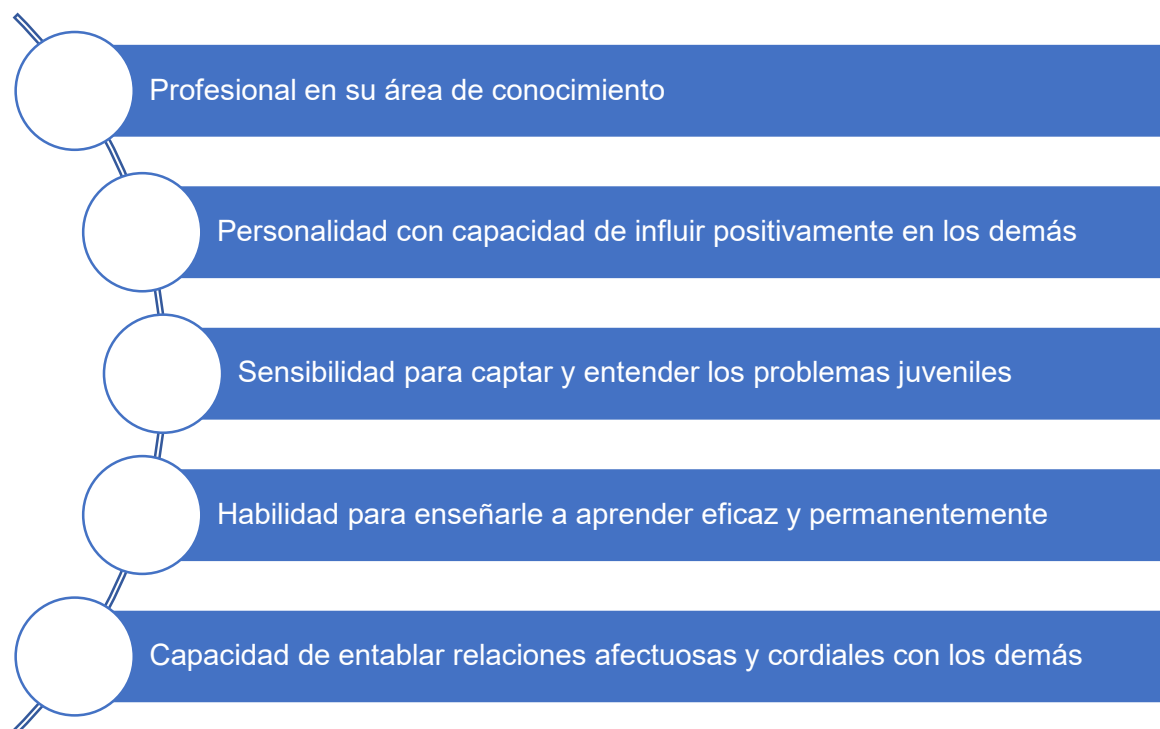 Profesional en su área de conocimiento
Personalidad con capacidad de influir positivamente en los demás
Sensibilidad para captar y entender los problemas juveniles
Habilidad para enseñarle a aprender eficaz y permanentemente
Capacidad de entablar relaciones afectuosas y cordiales con los demás